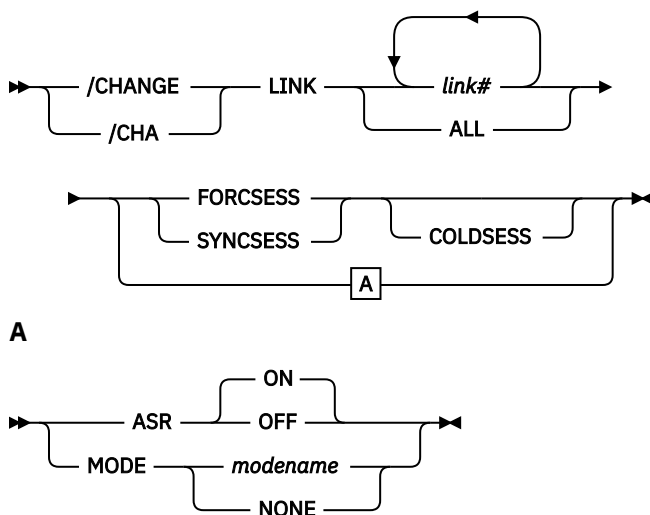 /CHANGE LINK link#
/CHA ALL
FORCSESS
SYNCSESS COLDSESS
A
A
ON
ASR OFF
MODE modename
NONE